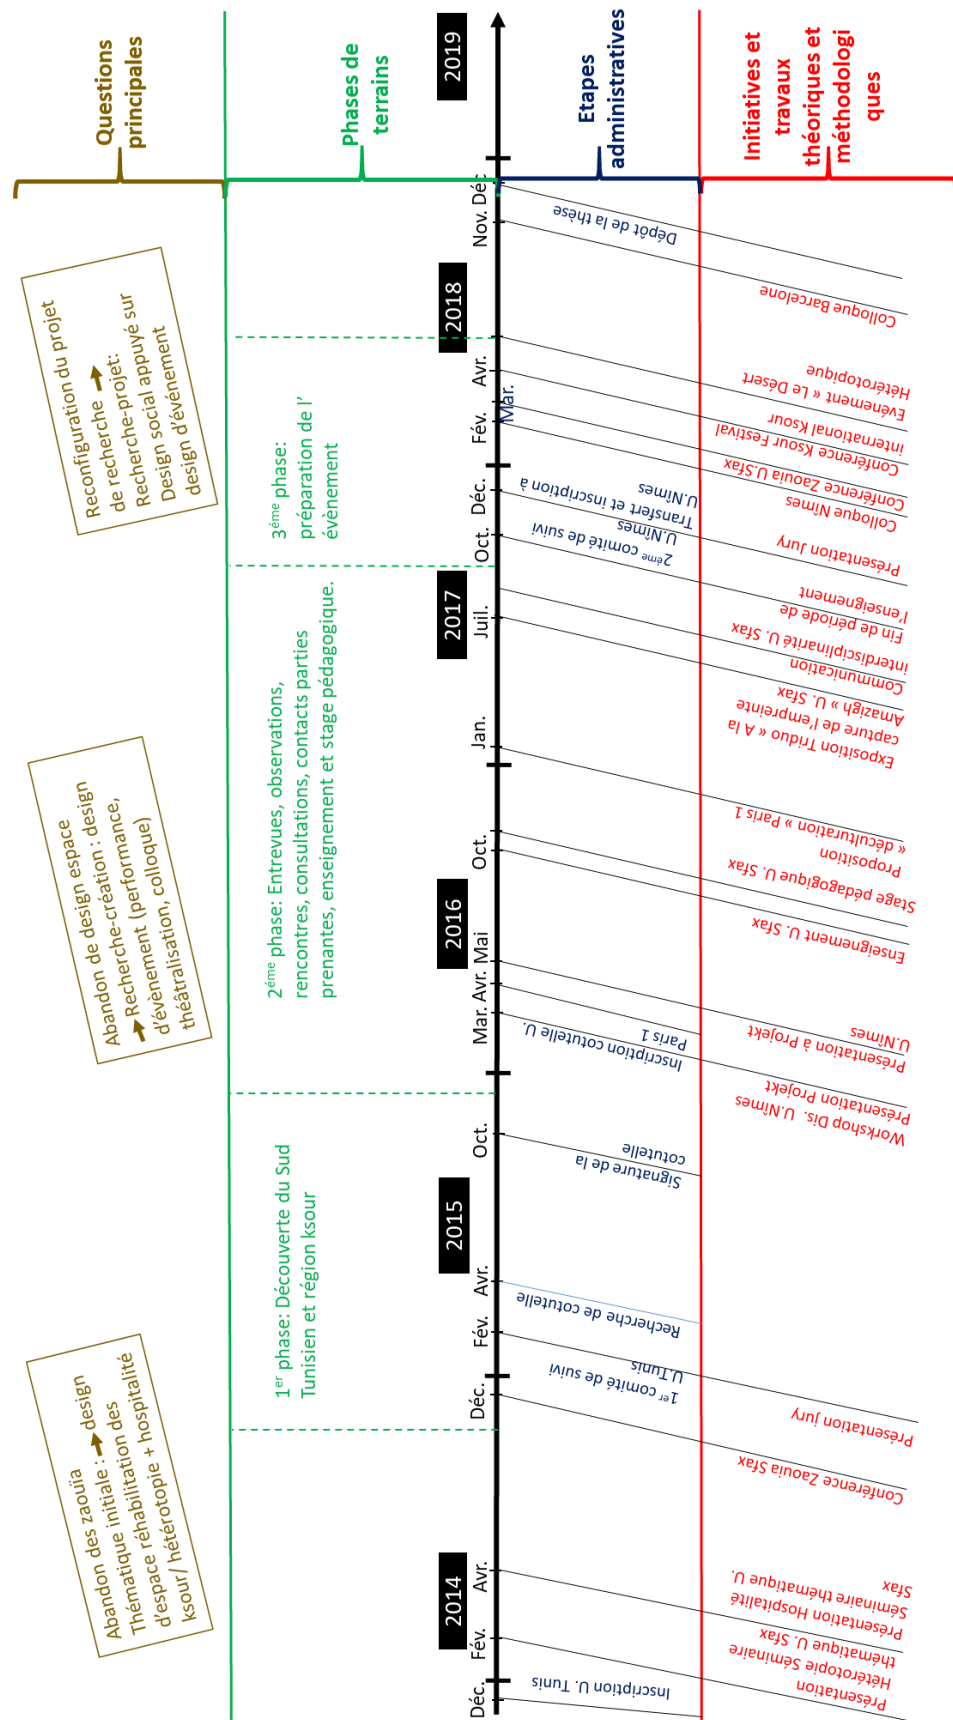 Questions
principales
Phases de
terrains
Etapes
administratives
Initiatives et
travaux
théoriques et
méthodologi
ques
Abandon des zaouia
Thématique initiale : design
d'espace réhabilitation des
ksour/ hétérotopie + hospitalité
Abandon de design espace
Recherche-création : design
d'évènement (performance,
théâtralisation, colloque)
Reconfiguration du projet
de recherche
Recherche-projet:
Design social appuyé sur
design d'événement
1er phase: Découverte du Sud
Tunisien et région ksour
2éme phase: Entrevues, observations,
rencontres, consultations, contacts parties
prenantes, enseignement et stage pédagogique.
3éme phase:
préparation de l'
évènement
2014
2015
2016
2017
2018
2019
Déc.
Fév.
Avr.
Déc.
Fév.
Avr.
Oct.
Mar.
Avr.
Mai
Oct.
Jan.
Juil.
Oct.
Déc.
Fév.
Mar.
Avr.
Nov.
Déc
Inscription U. Tunis
1er comité de suivi
U.Tunis
Recherche de cotutelle
Signature de la
cotutelle
Inscription cotutelle U.
Paris 1
2éme comité de suivi
U.Nîmes
Transfert et inscription à
U.Nîmes
Dépôt de la thèse
Présentation
Hétérotopie Séminaire
thématique U. Sfax
Présentation Hospitalité
Séminaire thématique U.
Sfax
Conférence Zaouia Sfax
Présentation jury
Workshop Dis. U.Nîmes
Présentation Projekt
Présentation à Projekt
U.Nîmes
Enseignement U. Sfax
Stage pédagogique U. Sfax
Proposition
« déculturation » Paris 1
Exposition Triduo « A la
capture de l'empreinte
Amazigh » U. Sfax
Communication
interdisciplinarité U. Sfax
Fin de période de
l'enseignement
Présentation Jury
Colloque Nîmes
Conférence Zaouia U.Sfax
Conférence Ksour Festival
international Ksour
Evénement « Le Désert
Hétérotopique
Colloque Barcelone